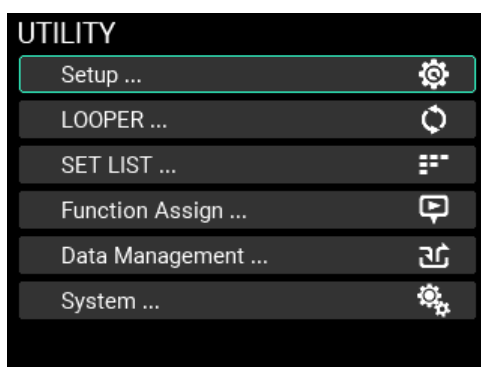 UTILITY
Setup ...
LOOPER ...
SET LIST ...
Function Assign ...
Data Management ...
System ...